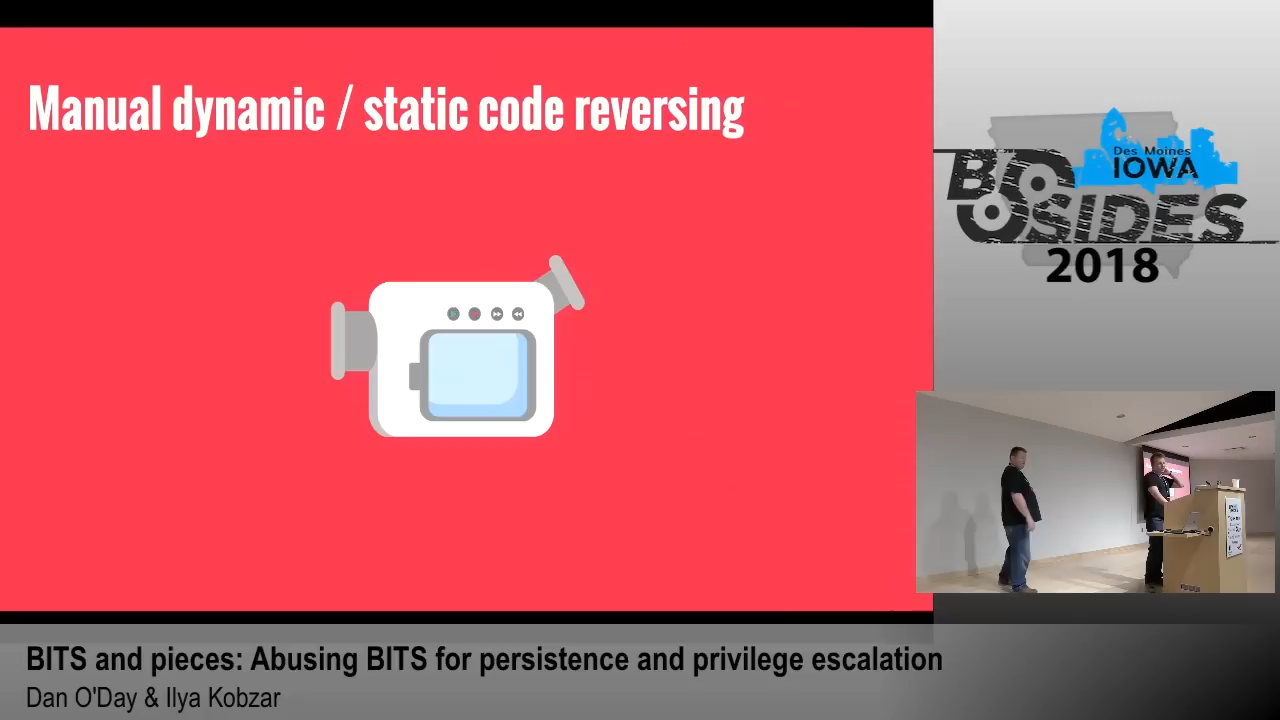 Manual dynamic / static code reversing
Des Moines
IOWA
BSIDES
2018
BITS and pieces: Abusing BITS for persistence and privilege escalation
Dan O'Day & Ilya Kobzar